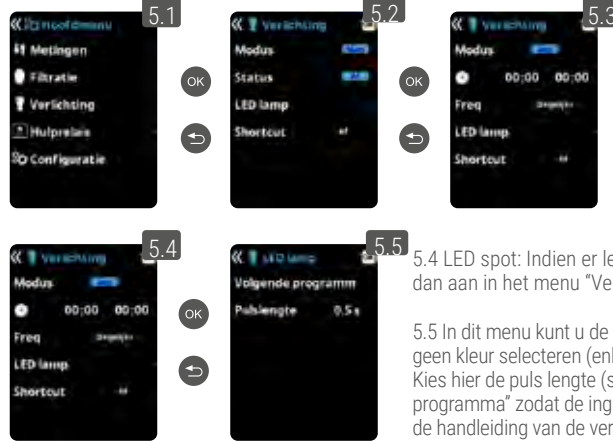 5.1
Hoofdmenu
Metingen
Filtratie
Verlichting
Hulprelais
Configuratie
OK
5.2
Verlichting
Modus
Status
LED lamp
Shortcut
OK
5.3
Verlichting
Modus
00:00 00:00
Freq
LED lamp
Shortcut
5.4
Verlichting
Modus
00:00 00:00
Freq
LED lamp
Shortcut
OK
5.5
LED lamp
Volgende programm
Pulslengte 0.5s
5.4 LED spot: Indien er le
dan aan in het menu "Ve
5.5 In dit menu kunt u de
geen kleur selecteren (enk
Kies hier de puls lengte (s
programma" zodat de ing
de handleiding van de ver